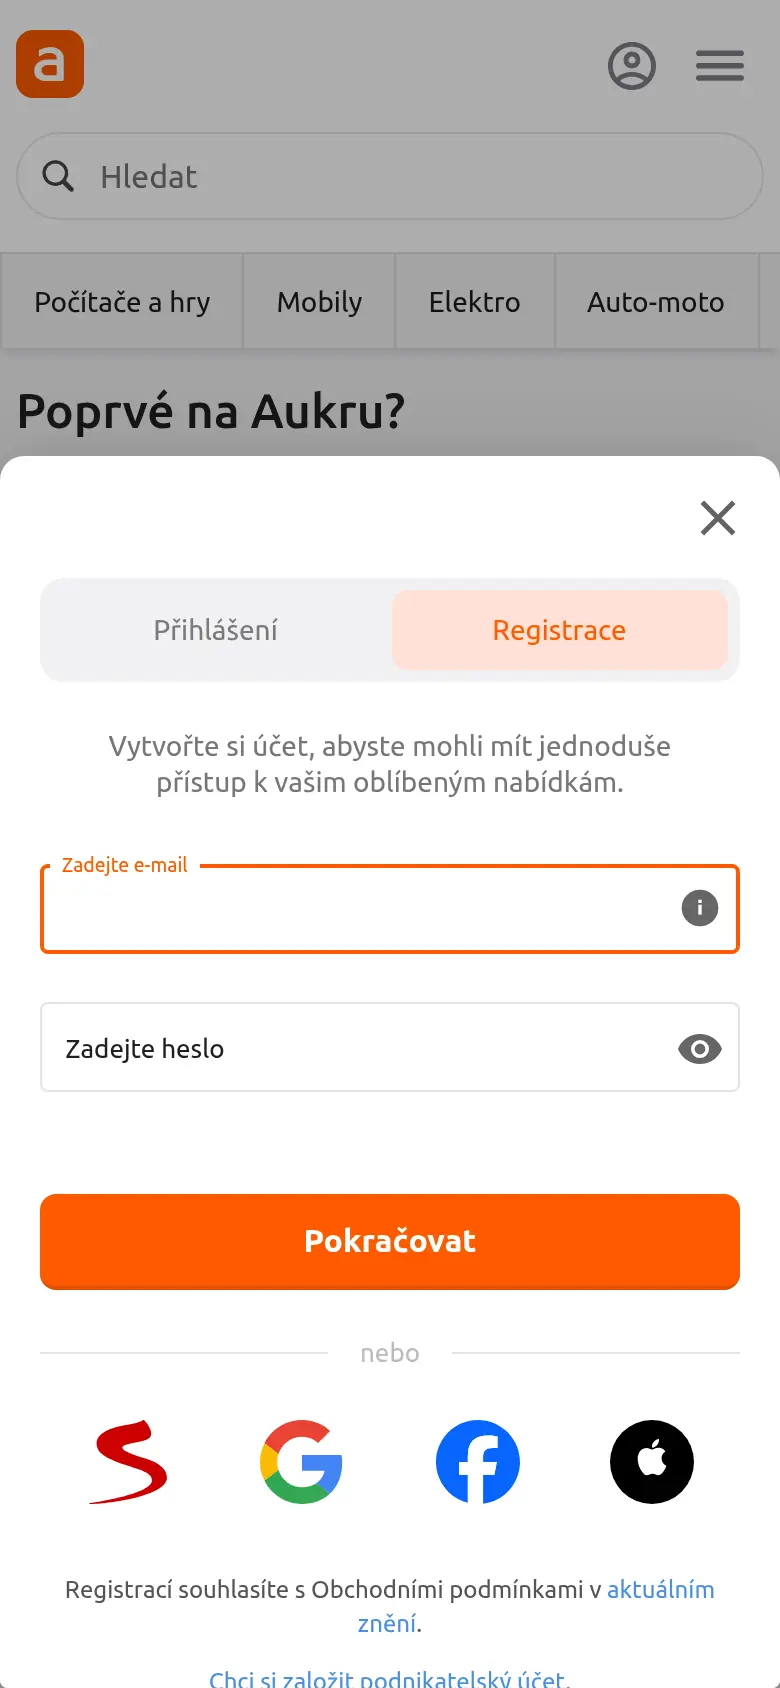 a
Hledat
Počítače a hry
Mobily
Elektro
Auto-moto
Poprvé na Aukru?
Přihlášení
Registrace
Vytvořte si účet, abyste mohli mít jednoduše
přístup k vašim oblíbeným nabídkám.
Zadejte e-mail
Zadejte heslo
Pokračovat
nebo
Registrací souhlasíte s Obchodními podmínkami v aktuálním
znění.
Chci si založit podnikatelský účet.